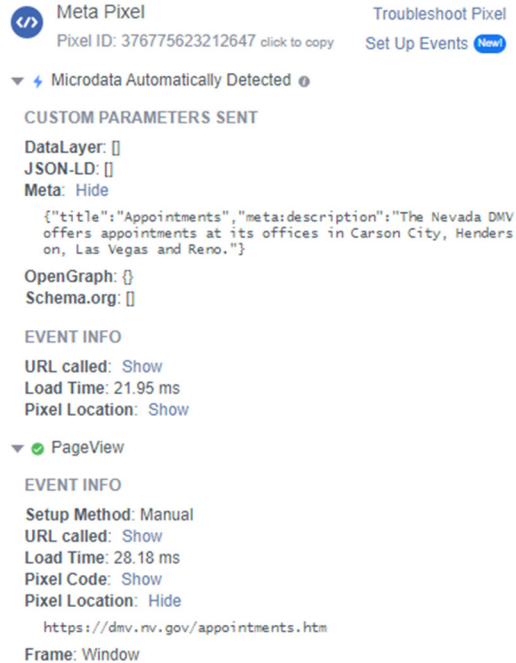 Meta Pixel
Troubleshoot Pixel
Pixel ID: 376775623212647 click to copy
Set Up Events New!
Microdata Automatically Detected
CUSTOM PARAMETERS SENT
DataLayer: []
JSON-LD: []
Meta: Hide
{"title":"Appointments","meta:description":"The Nevada DMV
offers appointments at its offices in Carson City, Henders
on, Las Vegas and Reno."}
OpenGraph: {}
Schema.org: []
EVENT INFO
URL called: Show
Load Time: 21.95 ms
Pixel Location: Show
PageView
EVENT INFO
Setup Method: Manual
URL called: Show
Load Time: 28.18 ms
Pixel Code: Show
Pixel Location: Hide
https://dmv.nv.gov/appointments.htm
Frame: Window